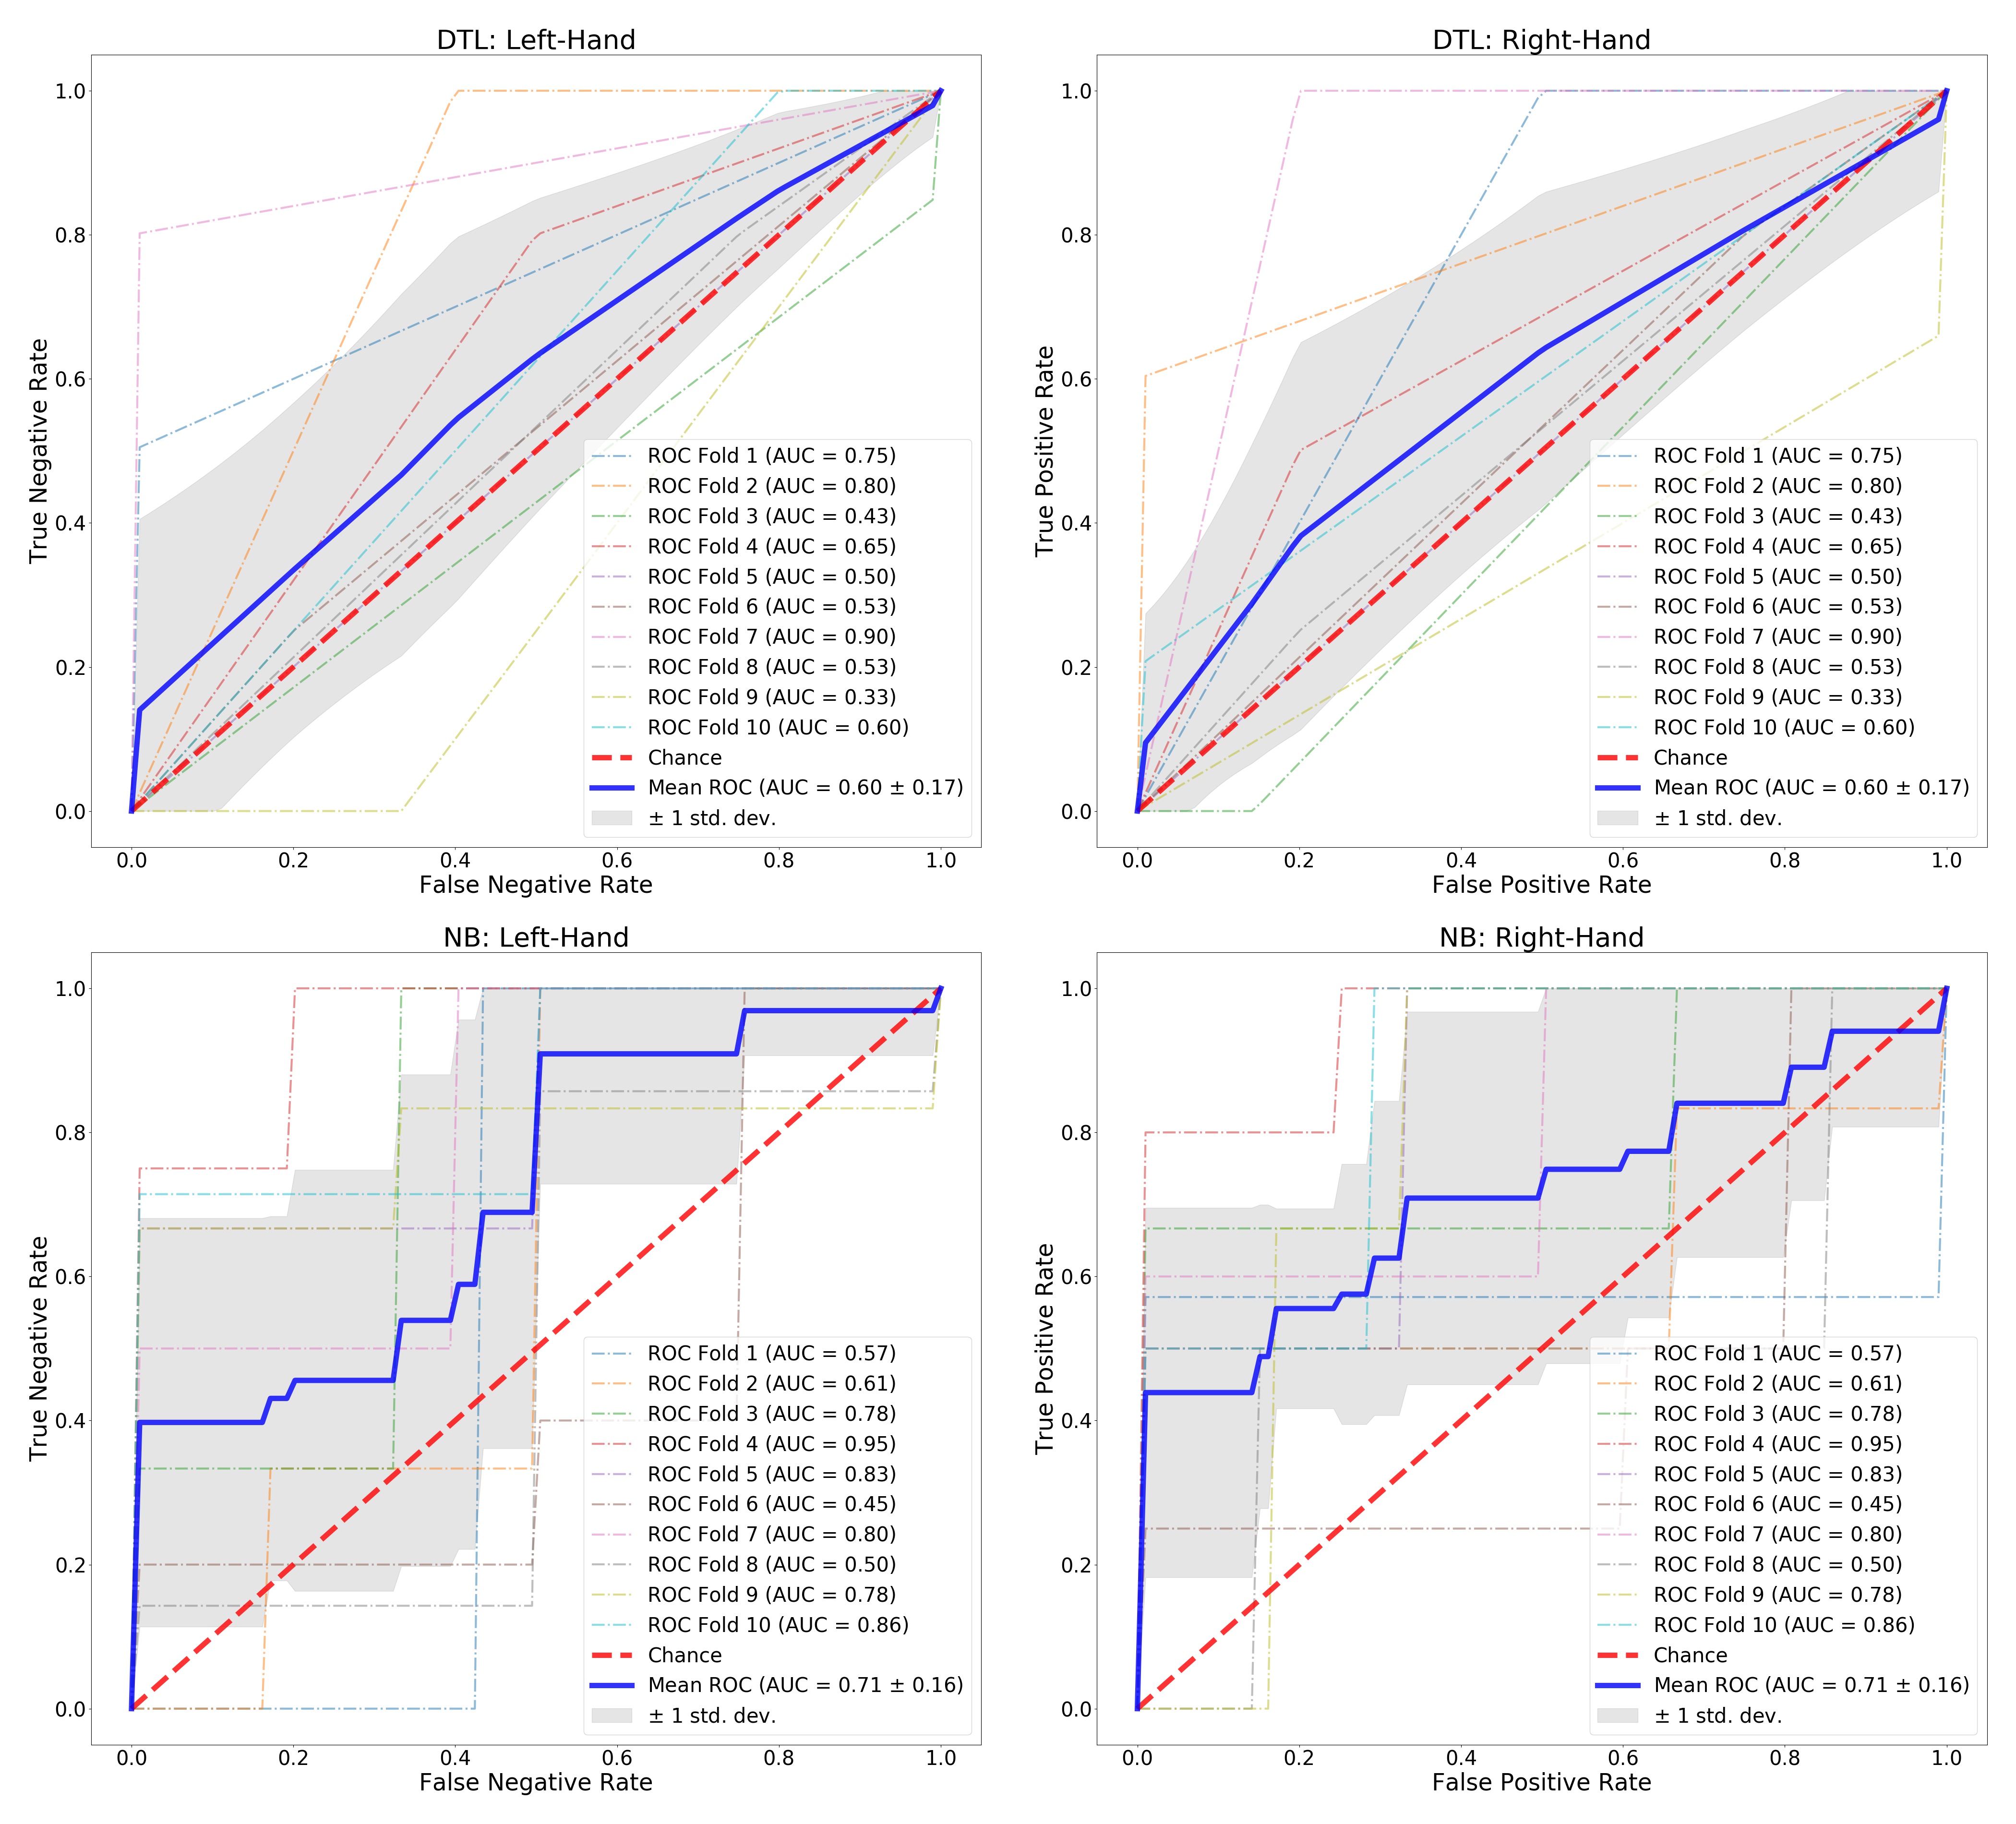 DTL: Left-Hand
1.0
0.8
0.6
0.4
0.2
0.0
True Negative Rate
ROC Fold 1 (AUC = 0.75)
ROC Fold 2 (AUC = 0.80)
ROC Fold 3 (AUC = 0.43)
ROC Fold 4 (AUC = 0.65)
ROC Fold 5 (AUC = 0.50)
ROC Fold 6 (AUC = 0.53)
ROC Fold 7 (AUC = 0.90)
ROC Fold 8 (AUC = 0.53)
ROC Fold 9 (AUC = 0.33)
ROC Fold 10 (AUC = 0.60)
Chance
Mean ROC (AUC = 0.60 ± 0.17)
± 1 std. dev.
0.0 0.2 0.4 0.6 0.8 1.0
False Negative Rate
DTL: Right-Hand
1.0
0.8
0.6
0.4
0.2
0.0
True Positive Rate
ROC Fold 1 (AUC = 0.75)
ROC Fold 2 (AUC = 0.80)
ROC Fold 3 (AUC = 0.43)
ROC Fold 4 (AUC = 0.65)
ROC Fold 5 (AUC = 0.50)
ROC Fold 6 (AUC = 0.53)
ROC Fold 7 (AUC = 0.90)
ROC Fold 8 (AUC = 0.53)
ROC Fold 9 (AUC = 0.33)
ROC Fold 10 (AUC = 0.60)
Chance
Mean ROC (AUC = 0.60 ± 0.17)
± 1 std. dev.
0.0 0.2 0.4 0.6 0.8 1.0
False Positive Rate
NB: Left-Hand
1.0
0.8
0.6
0.4
0.2
0.0
True Negative Rate
ROC Fold 1 (AUC = 0.57)
ROC Fold 2 (AUC = 0.61)
ROC Fold 3 (AUC = 0.78)
ROC Fold 4 (AUC = 0.95)
ROC Fold 5 (AUC = 0.83)
ROC Fold 6 (AUC = 0.45)
ROC Fold 7 (AUC = 0.80)
ROC Fold 8 (AUC = 0.50)
ROC Fold 9 (AUC = 0.78)
ROC Fold 10 (AUC = 0.86)
Chance
Mean ROC (AUC = 0.71 ± 0.16)
± 1 std. dev.
0.0 0.2 0.4 0.6 0.8 1.0
False Negative Rate
NB: Right-Hand
1.0
0.8
0.6
0.4
0.2
0.0
True Positive Rate
ROC Fold 1 (AUC = 0.57)
ROC Fold 2 (AUC = 0.61)
ROC Fold 3 (AUC = 0.78)
ROC Fold 4 (AUC = 0.95)
ROC Fold 5 (AUC = 0.83)
ROC Fold 6 (AUC = 0.45)
ROC Fold 7 (AUC = 0.80)
ROC Fold 8 (AUC = 0.50)
ROC Fold 9 (AUC = 0.78)
ROC Fold 10 (AUC = 0.86)
Chance
Mean ROC (AUC = 0.71 ± 0.16)
± 1 std. dev.
0.0 0.2 0.4 0.6 0.8 1.0
False Positive Rate